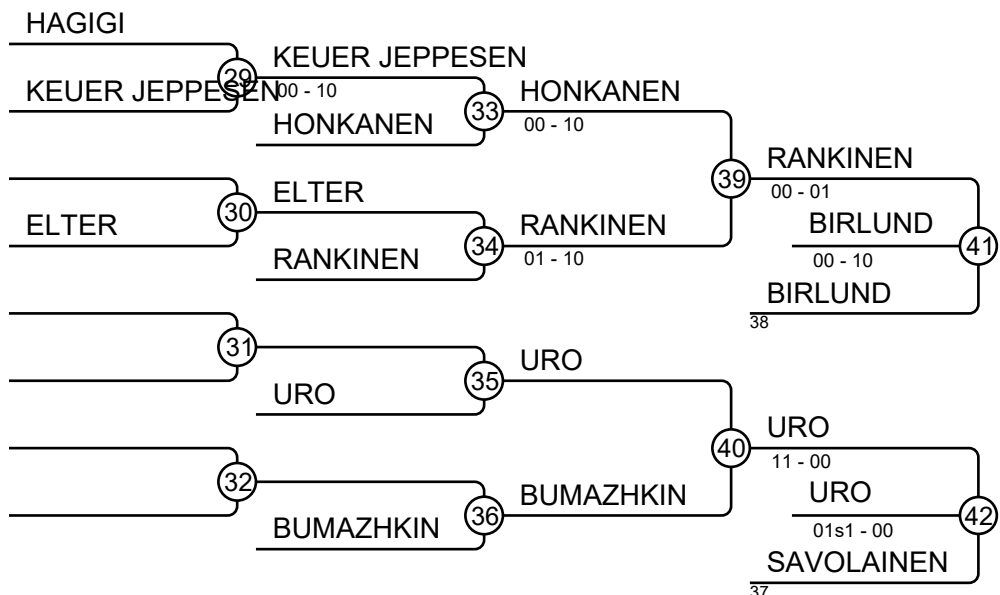 HAGIGI
29
KEUER JEPPESEN
KEUER JEPPESEN
00 - 10
HONKANEN
33
HONKANEN
00 - 10
39
RANKINEN
00 - 01
ELTER
30
ELTER
RANKINEN
34
RANKINEN
01 - 10
BIRLUND
00 - 10
41
BIRLUND
38
31
URO
35
URO
40
URO
11 - 00
32
BUMAZHKIN
36
BUMAZHKIN
URO
01s1 - 00
42
SAVOLAINEN
37